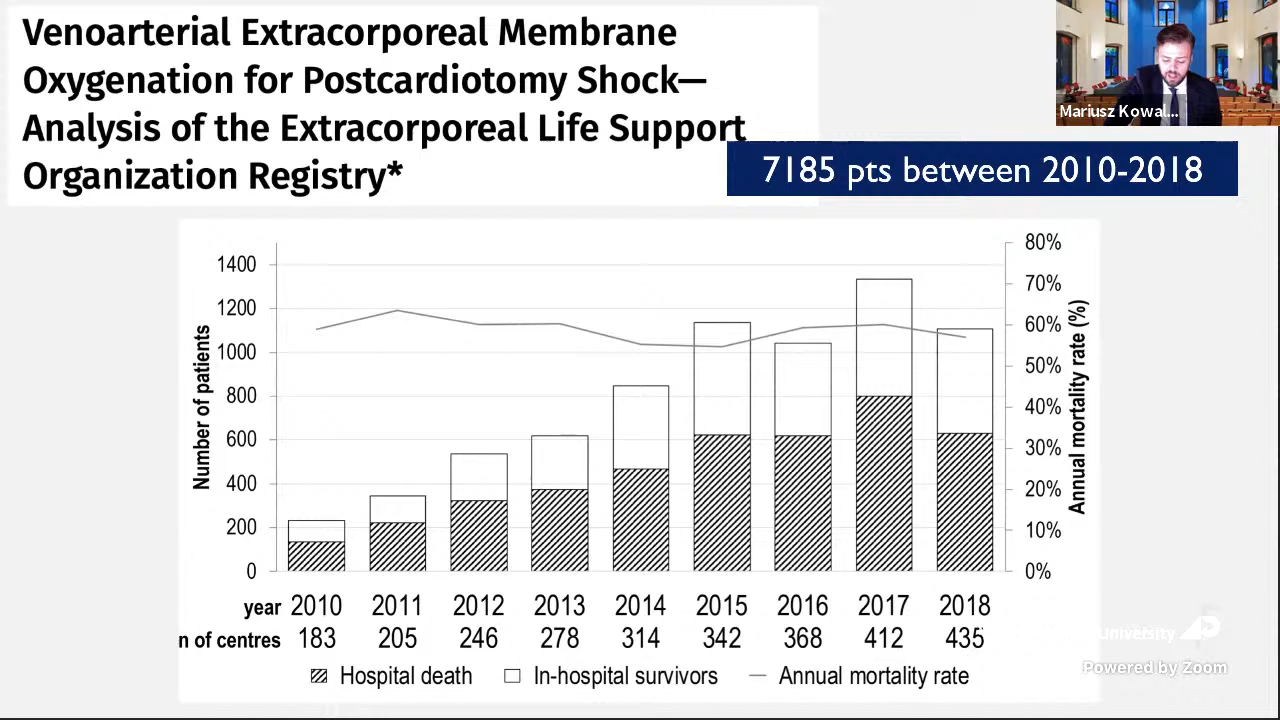 Venoarterial Extracorporeal Membrane
Oxygenation for Postcardiotomy Shock—
Analysis of the Extracorporeal Life Support
Organization Registry*
Mariusz Kowal...
7185 pts between 2010-2018
Number of patients
1400
1200
1000
800
600
400
200
0
80%
70%
60%
50%
40%
30%
20%
10%
0%
Annual mortality rate (%)
year 2010 2011 2012 2013 2014 2015 2016 2017 2018
n of centres 183 205 246 278 314 342 368 412 435
Hospital death In-hospital survivors Annual mortality rate
University
Powered by Zoom